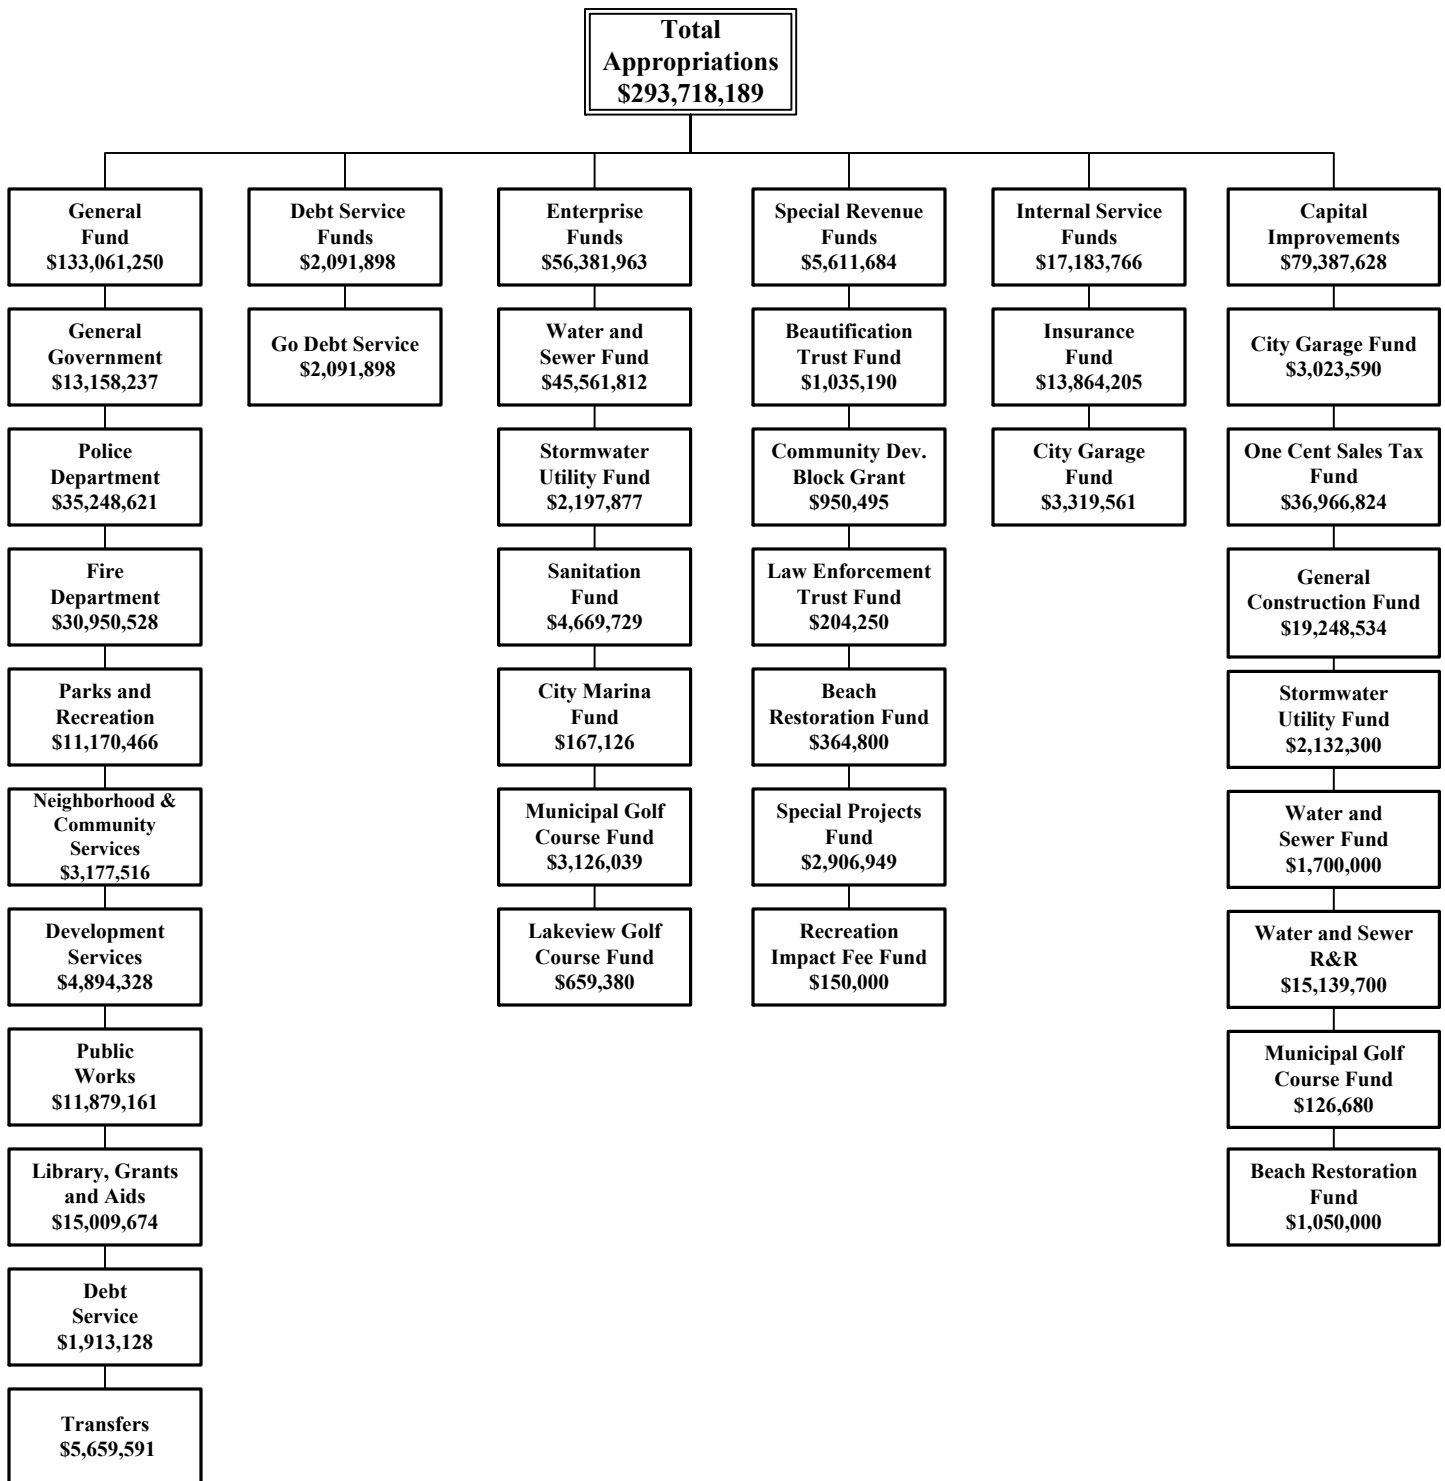 Total
Appropriations
$293,718,189
General
Fund
$133,061,250
Debt Service
Funds
$2,091,898
Enterprise
Funds
$56,381,963
Special Revenue
Funds
$5,611,684
Internal Service
Funds
$17,183,766
Capital
Improvements
$79,387,628
General
Government
$13,158,237
Go Debt Service
$2,091,898
Water and
Sewer Fund
$45,561,812
Beautification
Trust Fund
$1,035,190
Insurance
Fund
$13,864,205
City Garage Fund
$3,023,590
Police
Department
$35,248,621
Stormwater
Utility Fund
$2,197,877
Community Dev.
Block Grant
$950,495
City Garage
Fund
$3,319,561
One Cent Sales Tax
Fund
$36,966,824
Fire
Department
$30,950,528
Sanitation
Fund
$4,669,729
Law Enforcement
Trust Fund
$204,250
General
Construction Fund
$19,248,534
Parks and
Recreation
$11,170,466
City Marina
Fund
$167,126
Beach
Restoration Fund
$364,800
Stormwater
Utility Fund
$2,132,300
Neighborhood &
Community
Services
$3,177,516
Municipal Golf
Course Fund
$3,126,039
Special Projects
Fund
$2,906,949
Water and
Sewer Fund
$1,700,000
Development
Services
$4,894,328
Lakeview Golf
Course Fund
$659,380
Recreation
Impact Fee Fund
$150,000
Water and Sewer
R&R
$15,139,700
Public
Works
$11,879,161
Municipal Golf
Course Fund
$126,680
Library, Grants
and Aids
$15,009,674
Beach Restoration
Fund
$1,050,000
Debt
Service
$1,913,128
Transfers
$5,659,591